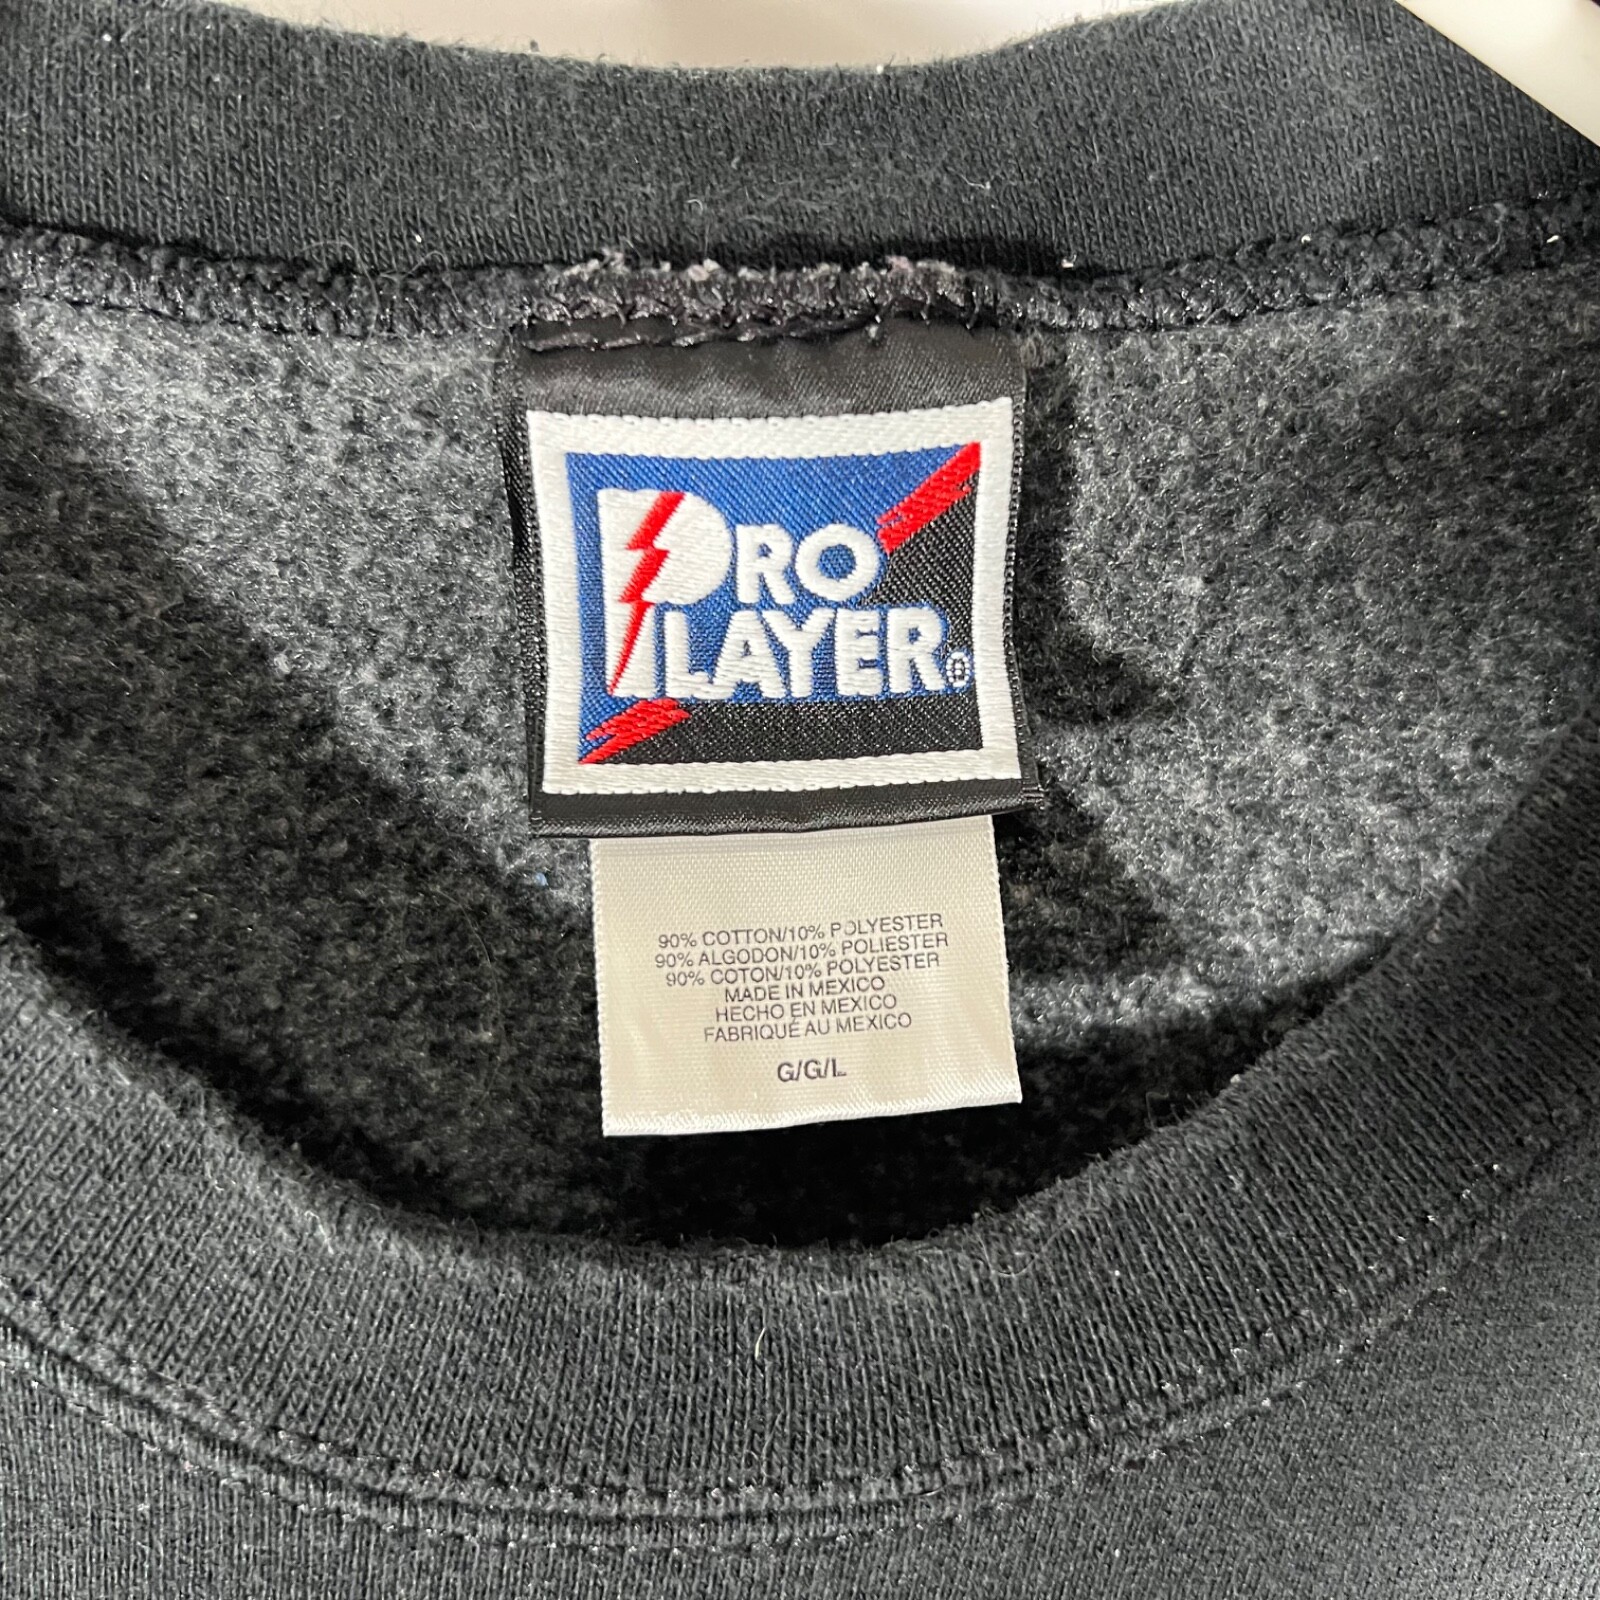 PRO
PLAYER®
90% COTTON/10% POLYESTER
90% ALGODON/10% POLIESTER
90% COTON/10% POLYESTER
MADE IN MEXICO
HECHO EN MEXICO
FABRIQUÉ AU MEXICO
G/G/L